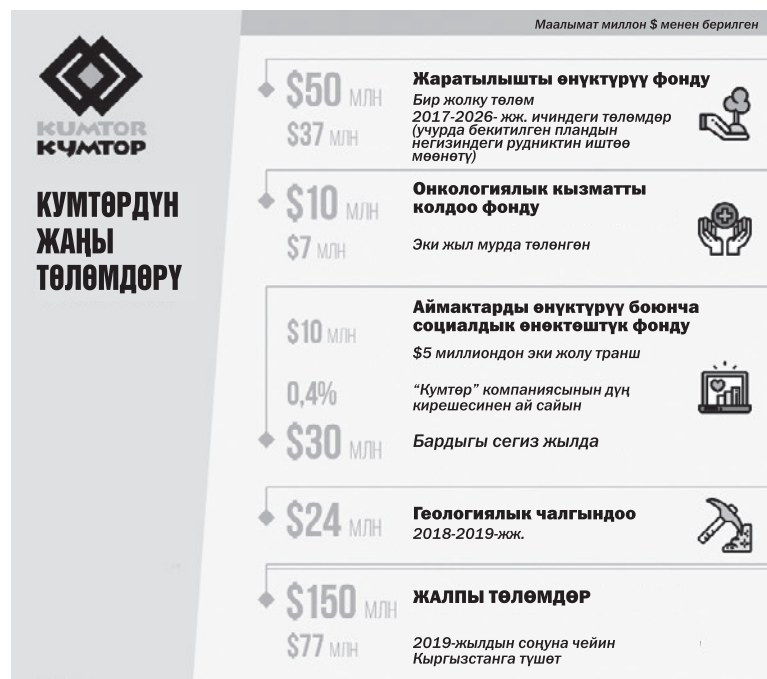 Маалымат миллон $ менен берилген
KUMTOR
КУМТОР
КУМТӨРДҮН
ЖАҢЫ
ТӨЛӨМДӨРҮ
$50 МЛН
Жаратылышты өнүктүрүү фонду
Бир жолку төлөм
$37 МЛН
2017-2026- жж. ичиндеги төлөмдөр
(учурда бекитилген пландын
негизиндеги рудниктин иштөө
мөөнөтү)
$10 МЛН
Онкологиялык кызматты
колдоо фонду
$7 МЛН
Эки жыл мурда төлөнгөн
Аймактарды өнүктүрүү боюнча
социалдык өнөктөштүк фонду
$10 МЛН
$5 миллиондон эки жолу транш
0,4%
“Кумтөр” компаниясынын дүң
кирешесинен ай сайын
$30 МЛН
Бардыгы сегиз жылда
$24 МЛН
Геологиялык чалгындоо
2018-2019-жж.
$150 МЛН
ЖАЛПЫ ТӨЛӨМДӨР
$77 МЛН
2019-жылдын соңуна чейин
Кыргызстанга түшөт